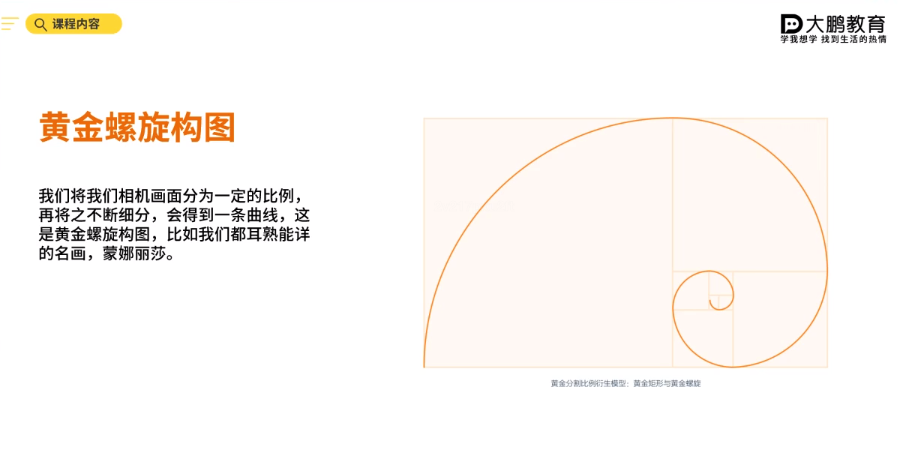 课程内容
大鹏教育
学我想学 找到生活的热情
黄金螺旋构图
我们将我们相机画面分为一定的比例，
再将之不断细分，会得到一条曲线，这
是黄金螺旋构图，比如我们都耳熟能详
的名画，蒙娜丽莎。
黄金分割比例衍生模型：黄金矩形与黄金螺旋